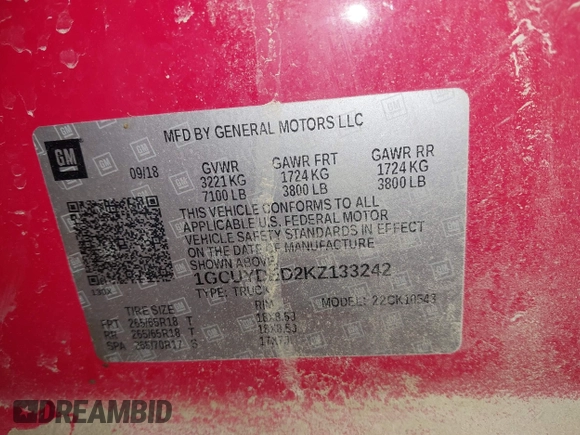 MFD BY GENERAL MOTORS LLC
GM
09/18 GVWR GAWR FRT GAWR RR
3221 KG 1724 KG 1724 KG
7100 LB 3800 LB 3800 LB
THIS VEHICLE CONFORMS TO ALL
APPLICABLE U.S. FEDERAL MOTOR
VEHICLE SAFETY STANDARDS IN EFFECT
ON THE DATE OF MANUFACTURE
SHOWN ABOVE.
TYPE: TRUCK MODEL: 22CK10543
TIRE SIZE RIM
FRT 265/65R18 T 18X8.5J
RR 265/65R18 T 18X8.5J
SPA 255/70R17 S
DREAMBID